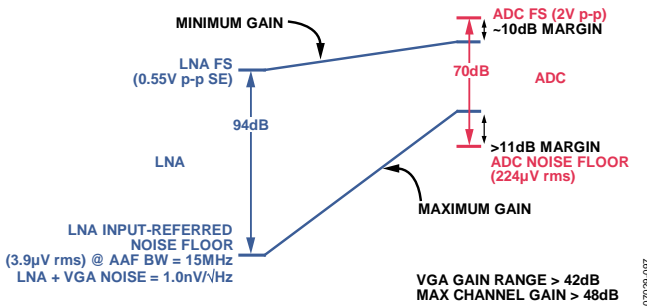 MINIMUM GAIN
ADC FS (2V p-p)
~10dB MARGIN
LNA FS
(0.55V p-p SE)
70dB
ADC
94dB
LNA
>11dB MARGIN
ADC NOISE FLOOR
(224µV rms)
MAXIMUM GAIN
LNA INPUT-REFERRED
NOISE FLOOR
(3.9µV rms) @ AAF BW = 15MHz
LNA + VGA NOISE = 1.0nV/√Hz
VGA GAIN RANGE > 42dB
MAX CHANNEL GAIN > 48dB
07029-097